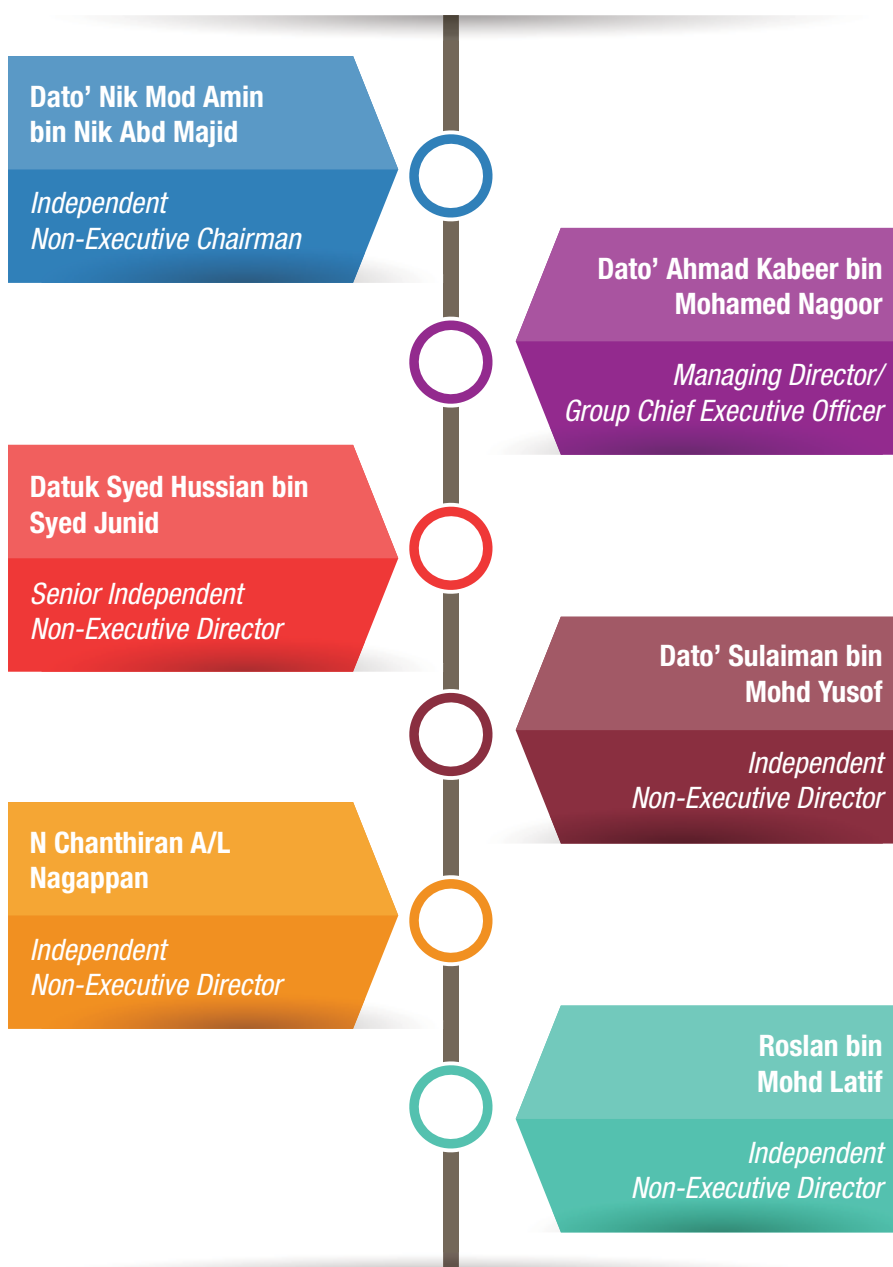 Dato’ Nik Mod Amin
bin Nik Abd Majid
Independent
Non-Executive Chairman
Dato’ Ahmad Kabeer bin
Mohamed Nagoor
Managing Director/
Group Chief Executive Officer
Datuk Syed Hussian bin
Syed Junid
Senior Independent
Non-Executive Director
Dato’ Sulaiman bin
Mohd Yusof
Independent
Non-Executive Director
N Chanthiran A/L
Nagappan
Independent
Non-Executive Director
Roslan bin
Mohd Latif
Independent
Non-Executive Director